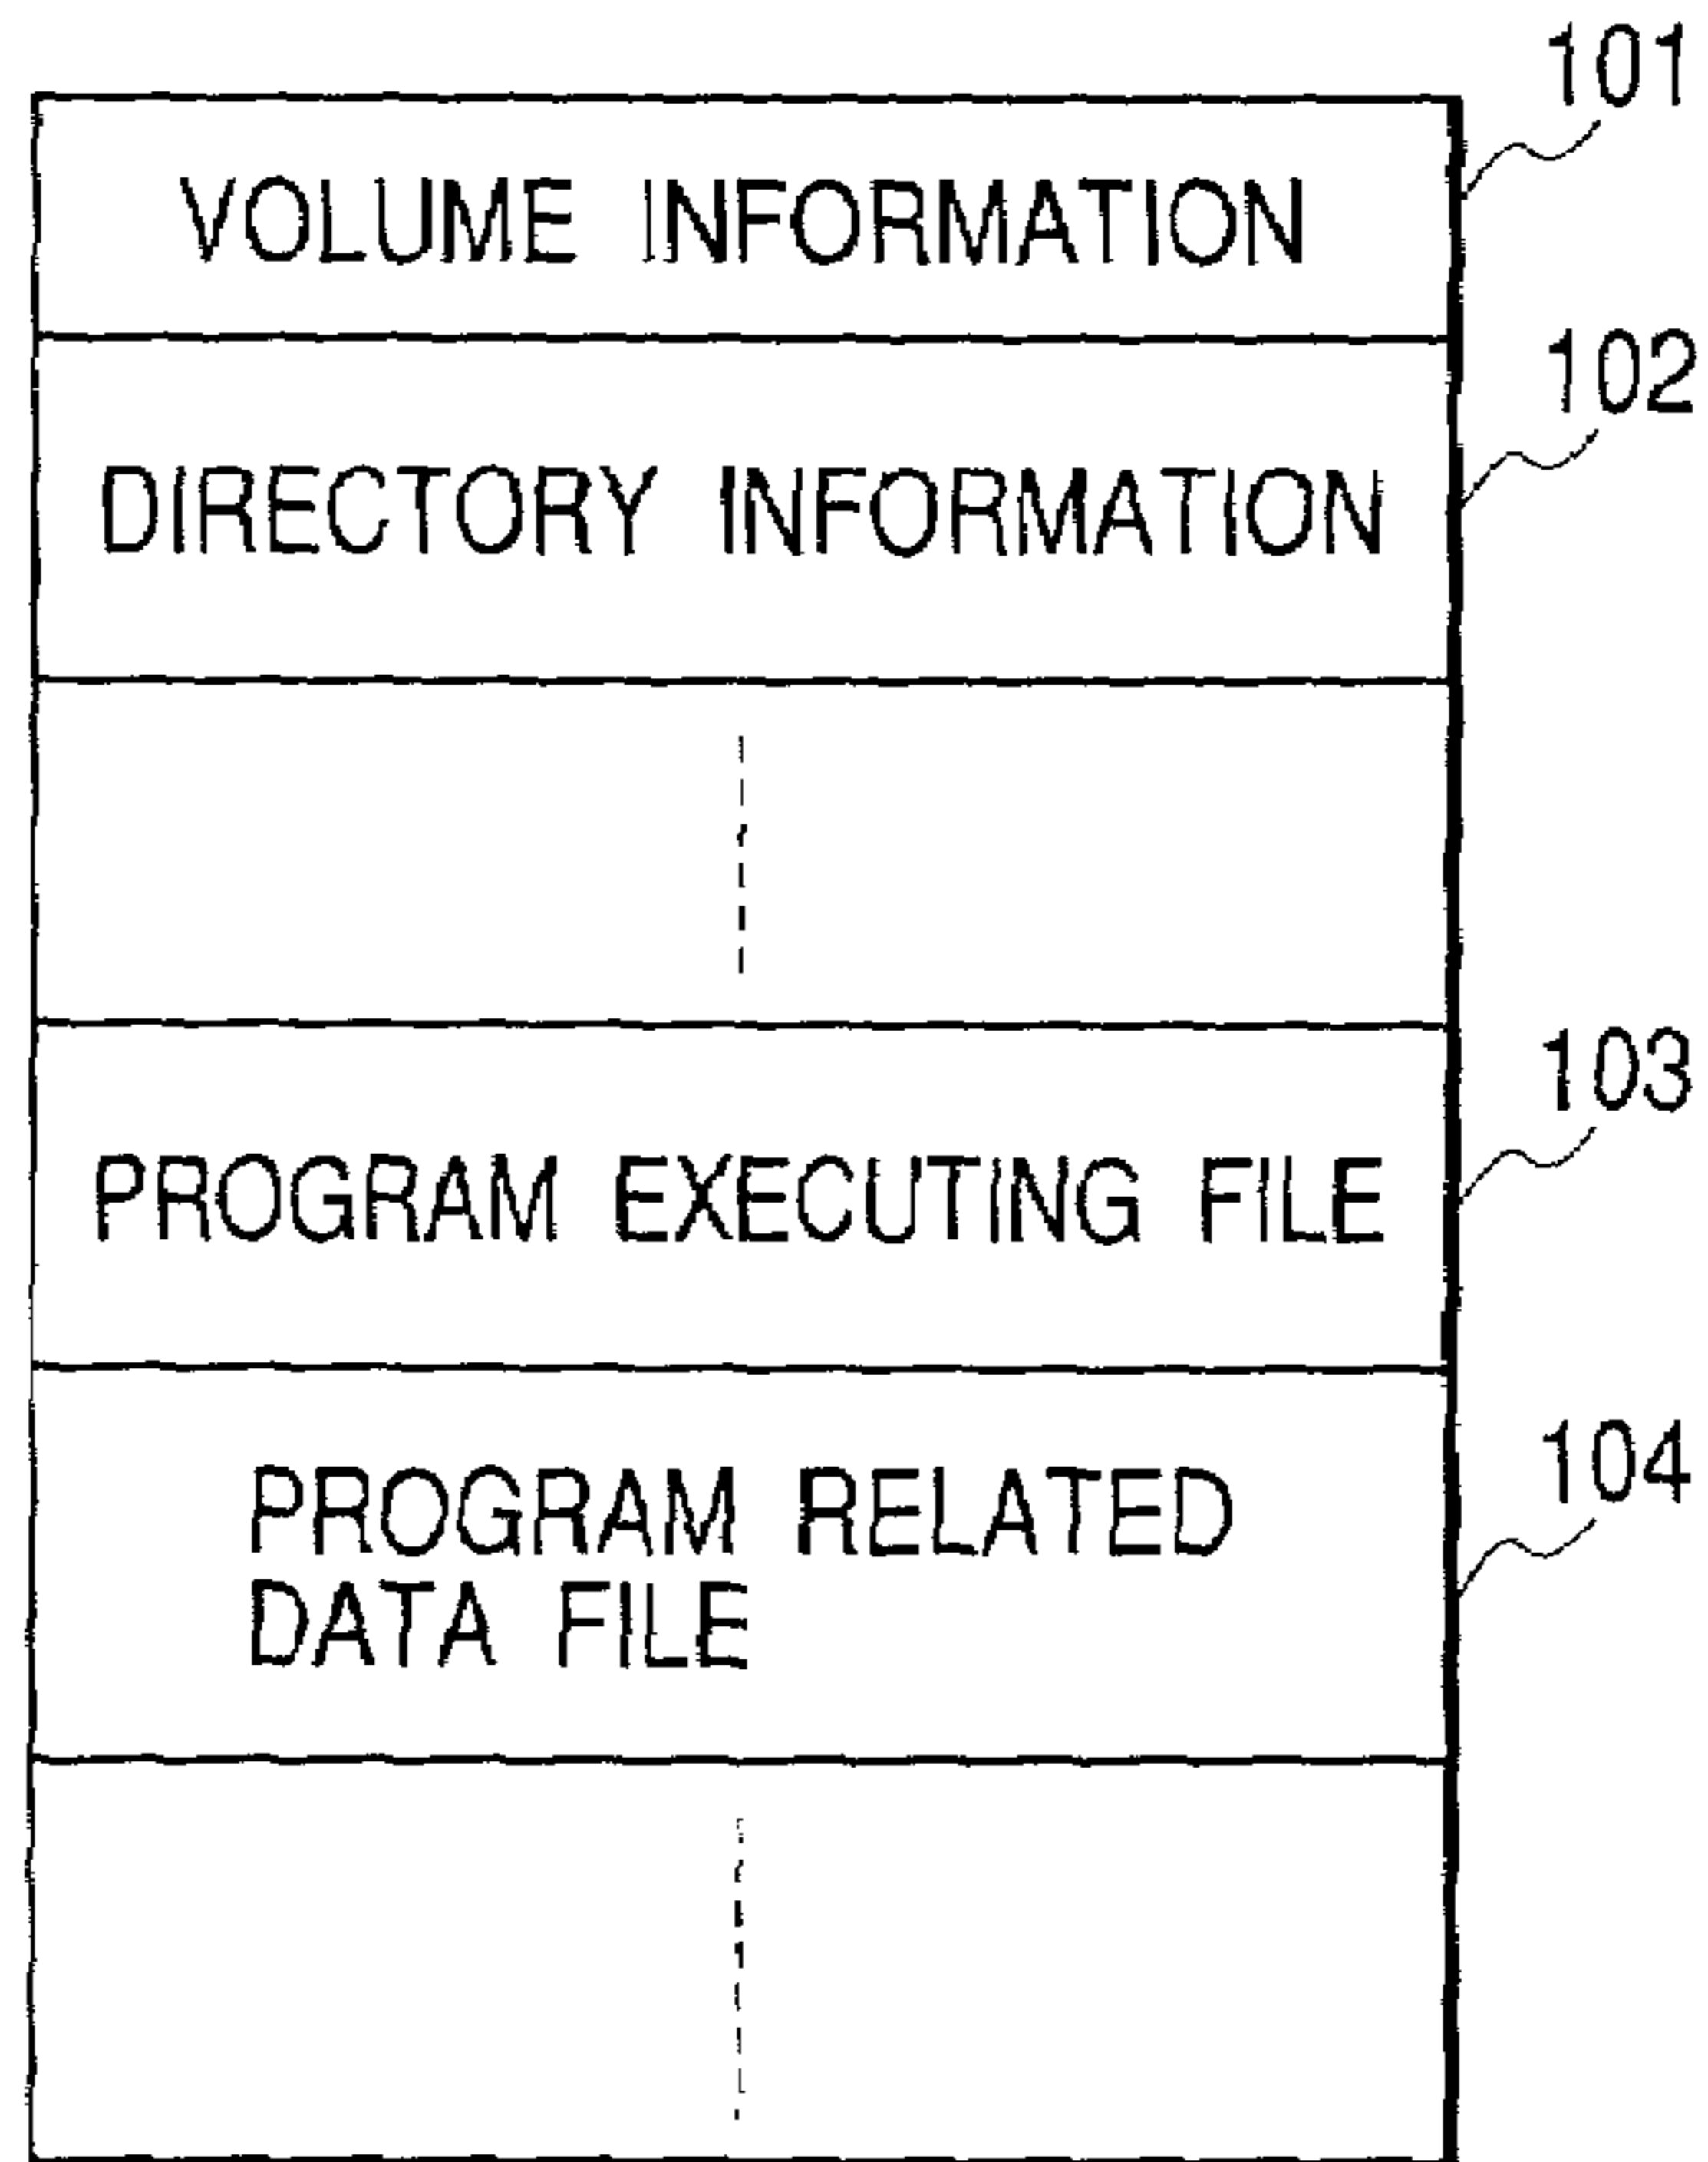 101
VOLUME INFORMATION
102
DIRECTORY INFORMATION
103
PROGRAM EXECUTING FILE
104
PROGRAM RELATED
DATA FILE